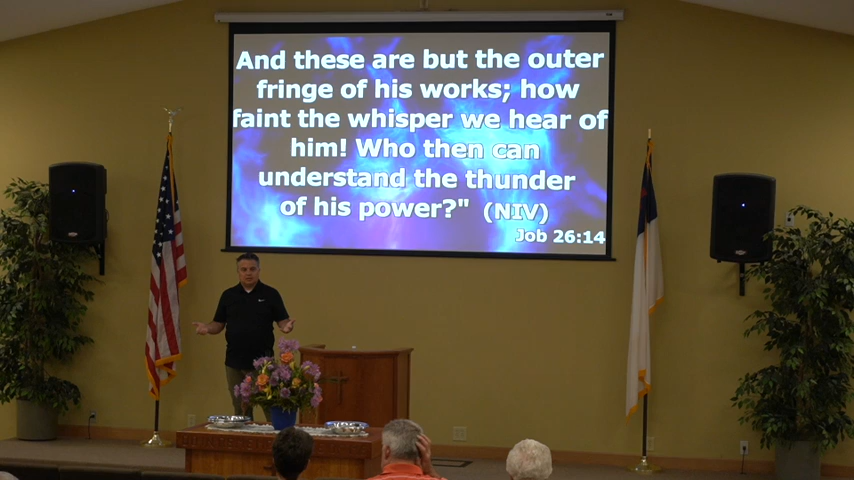 And these are but the outer
fringe of his works; how
faint the whisper we hear of
him! Who then can
understand the thunder
of his power?" (NIV)
Job 26:14